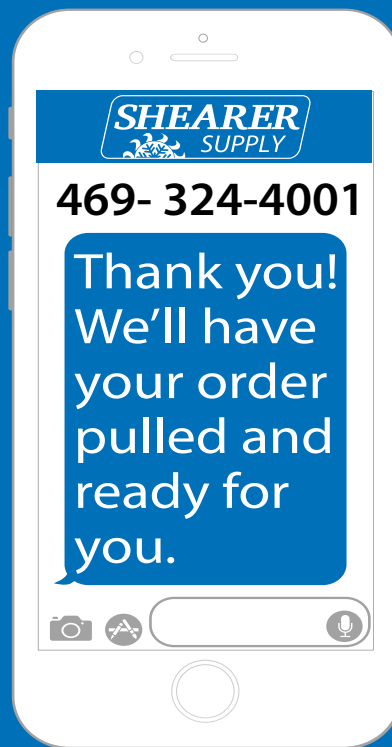 SHEARER
SUPPLY
469- 324-4001
Thank you!
We’ll have
your order
pulled and
ready for
you.